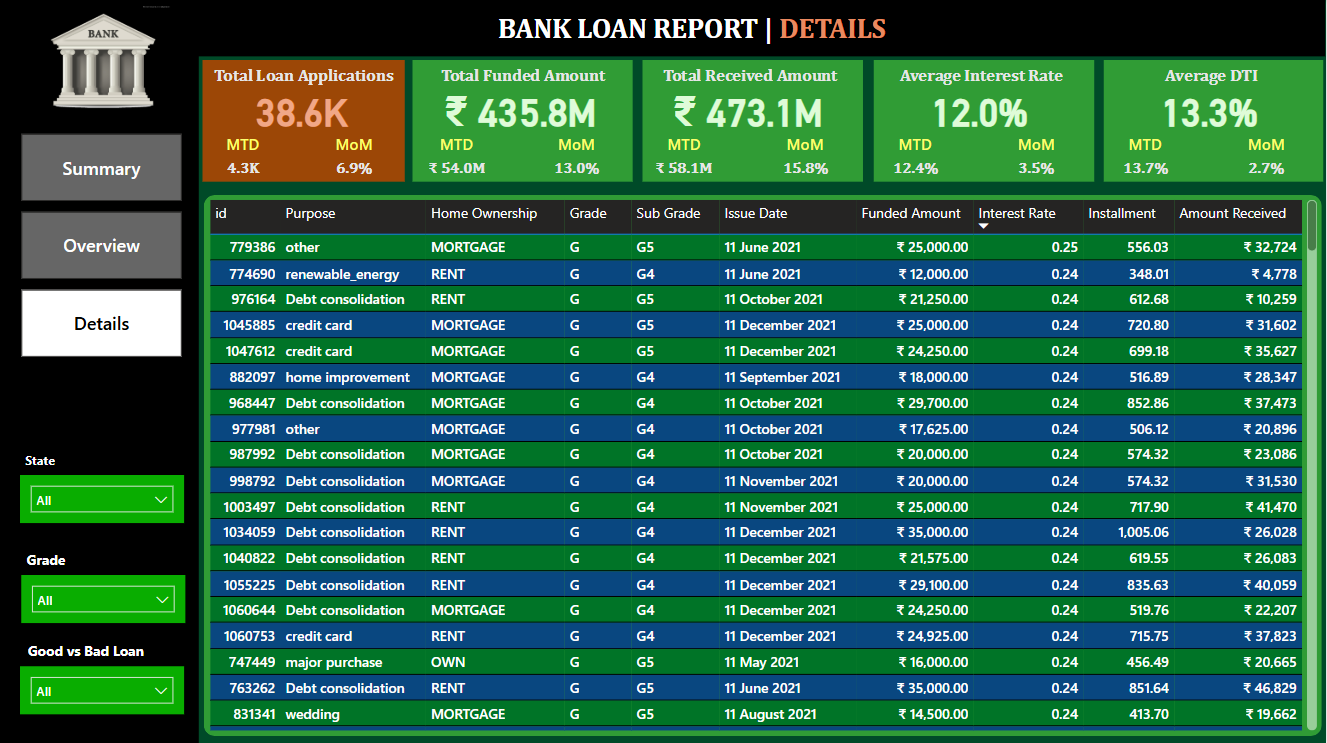 BANK
BANK LOAN REPORT | DETAILS
Total Loan Applications
38.6K
MTD MoM
4.3K 6.9%
Total Funded Amount
₹ 435.8M
MTD MoM
₹ 54.0M 13.0%
Total Received Amount
₹ 473.1M
MTD MoM
₹ 58.1M 15.8%
Average Interest Rate
12.0%
MTD MoM
12.4% 3.5%
Average DTI
13.3%
MTD MoM
13.7% 2.7%
Summary
Overview
Details
State
All
Grade
All
Good vs Bad Loan
All
id Purpose Home Ownership Grade Sub Grade Issue Date Funded Amount Interest Rate Installment Amount Received
779386 other MORTGAGE G G5 11 June 2021 ₹ 25,000.00 0.25 556.03 ₹ 32,724
774690 renewable_energy RENT G G4 11 June 2021 ₹ 12,000.00 0.24 348.01 ₹ 4,778
976164 Debt consolidation RENT G G5 11 October 2021 ₹ 21,250.00 0.24 612.68 ₹ 10,259
1045885 credit card MORTGAGE G G5 11 December 2021 ₹ 25,000.00 0.24 720.80 ₹ 31,602
1047612 credit card MORTGAGE G G5 11 December 2021 ₹ 24,250.00 0.24 699.18 ₹ 35,627
882097 home improvement MORTGAGE G G4 11 September 2021 ₹ 18,000.00 0.24 516.89 ₹ 28,347
968447 Debt consolidation MORTGAGE G G4 11 October 2021 ₹ 29,700.00 0.24 852.86 ₹ 37,473
977981 other MORTGAGE G G4 11 October 2021 ₹ 17,625.00 0.24 506.12 ₹ 20,896
987992 Debt consolidation MORTGAGE G G4 11 October 2021 ₹ 20,000.00 0.24 574.32 ₹ 23,086
998792 Debt consolidation MORTGAGE G G4 11 November 2021 ₹ 20,000.00 0.24 574.32 ₹ 31,530
1003497 Debt consolidation RENT G G4 11 November 2021 ₹ 25,000.00 0.24 717.90 ₹ 41,470
1034059 Debt consolidation RENT G G4 11 December 2021 ₹ 35,000.00 0.24 1,005.06 ₹ 26,028
1040822 Debt consolidation RENT G G4 11 December 2021 ₹ 21,575.00 0.24 619.55 ₹ 26,083
1055225 Debt consolidation RENT G G4 11 December 2021 ₹ 29,100.00 0.24 835.63 ₹ 40,059
1060644 Debt consolidation MORTGAGE G G4 11 December 2021 ₹ 24,250.00 0.24 519.76 ₹ 22,207
1060753 credit card RENT G G4 11 December 2021 ₹ 24,925.00 0.24 715.75 ₹ 37,823
747449 major purchase OWN G G5 11 May 2021 ₹ 16,000.00 0.24 456.49 ₹ 20,665
763262 Debt consolidation RENT G G5 11 June 2021 ₹ 35,000.00 0.24 851.64 ₹ 46,829
831341 wedding MORTGAGE G G5 11 August 2021 ₹ 14,500.00 0.24 413.70 ₹ 19,662